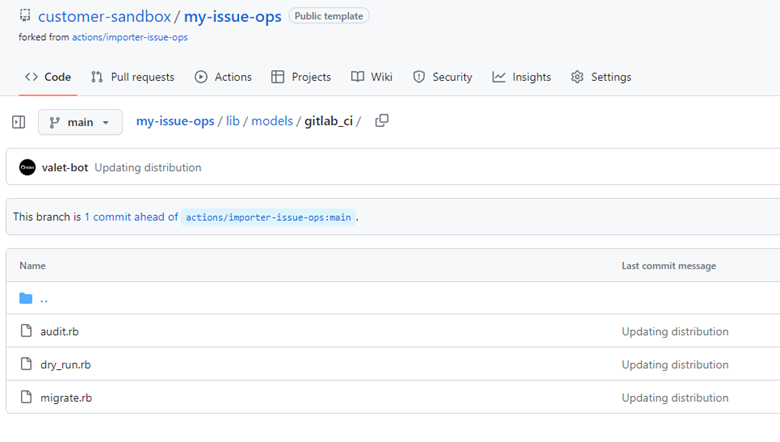 customer-sandbox / my-issue-ops Public template
forked from actions/importer-issue-ops
Code Pull requests Actions Projects Wiki Security Insights Settings
main my-issue-ops / lib / models / gitlab_ci /
valet-bot Updating distribution
This branch is 1 commit ahead of actions/importer-issue-ops:main .
Name Last commit message
..
audit.rb Updating distribution
dry_run.rb Updating distribution
migrate.rb Updating distribution